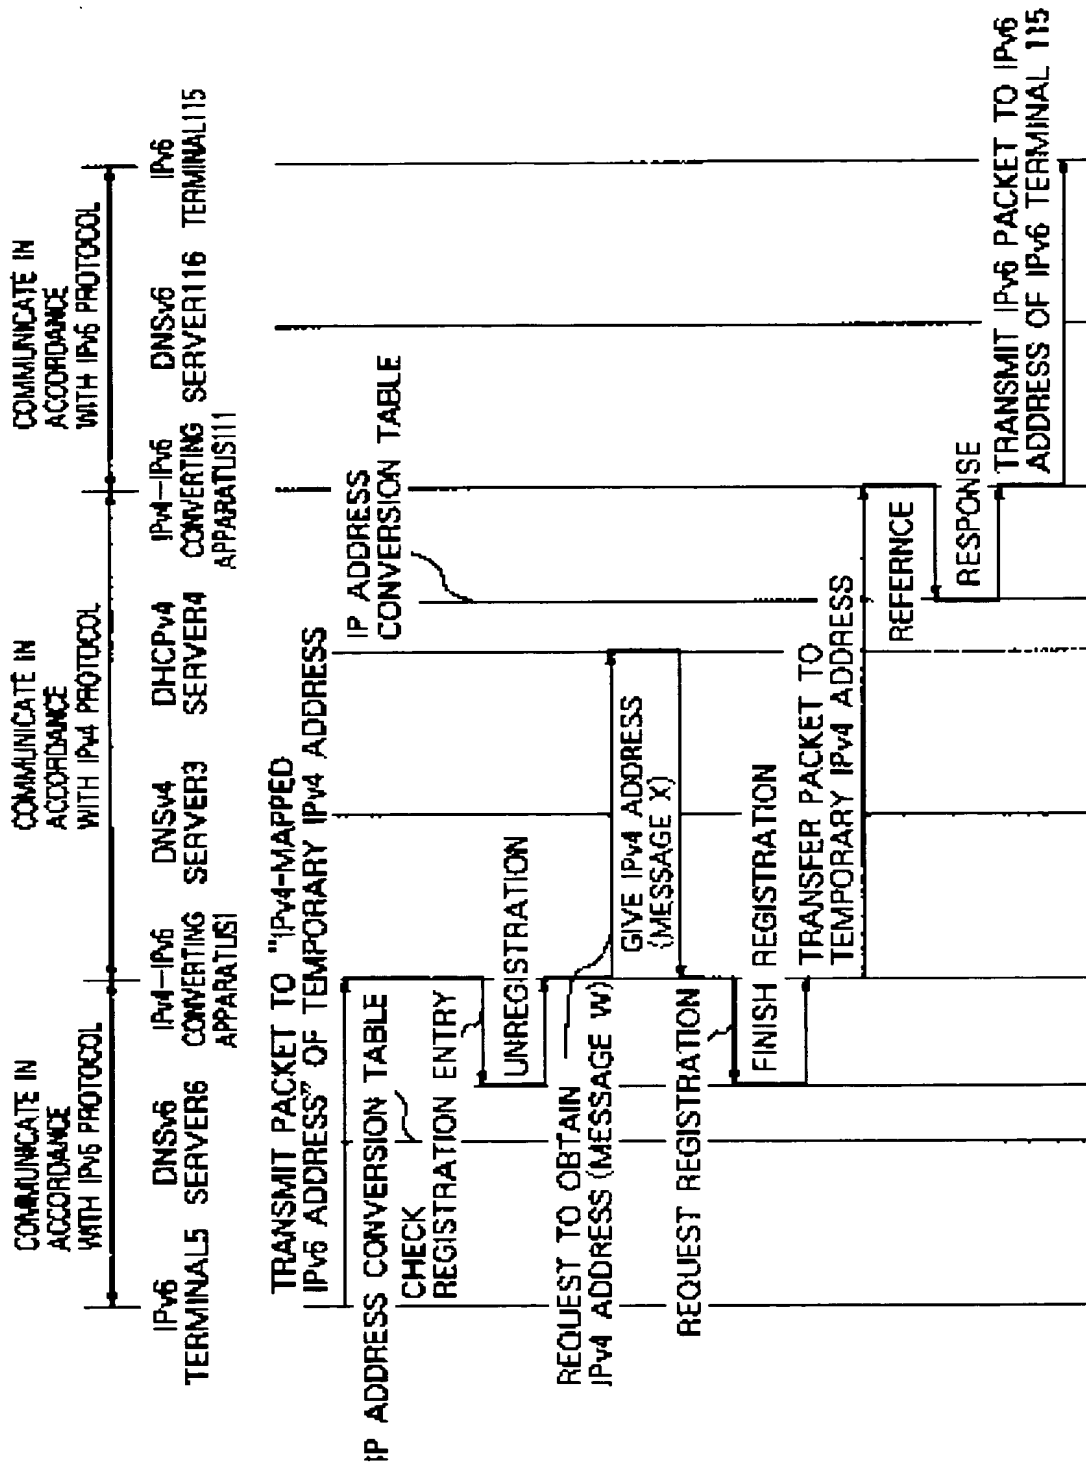 COMMUNICATE IN
ACCORDANCE
WITH IPv6 PROTOCOL
COMMUNICATE IN
ACCORDANCE
WITH IPv4 PROTOCOL
COMMUNICATE IN
ACCORDANCE
WITH IPv6 PROTOCOL
IPv6
TERMINAL5
DNSv6
SERVER6
IPv4-IPv6
CONVERTING
APPARATUS1
DNSv4
SERVER3
DHCPv4
SERVER4
IPv4-IPv6
CONVERTING
APPARATUS111
DNSv6
SERVER116
IPv6
TERMINAL115
TRANSMIT PACKET TO "IPv4-MAPPED
IPv6 ADDRESS" OF TEMPORARY IPv4 ADDRESS
IP ADDRESS CONVERSION TABLE
IP ADDRESS
CONVERSION TABLE
CHECK
REGISTRATION ENTRY
UNREGISTRATION
REQUEST TO OBTAIN
IPv4 ADDRESS (MESSAGE W)
GIVE IPv4 ADDRESS
(MESSAGE X)
REQUEST REGISTRATION
FINISH REGISTRATION
TRANSFER PACKET TO
TEMPORARY IPv4 ADDRESS
REFERNCE
RESPONSE
TRANSMIT IPv6 PACKET TO IPv6
ADDRESS OF IPv6 TERMINAL 115